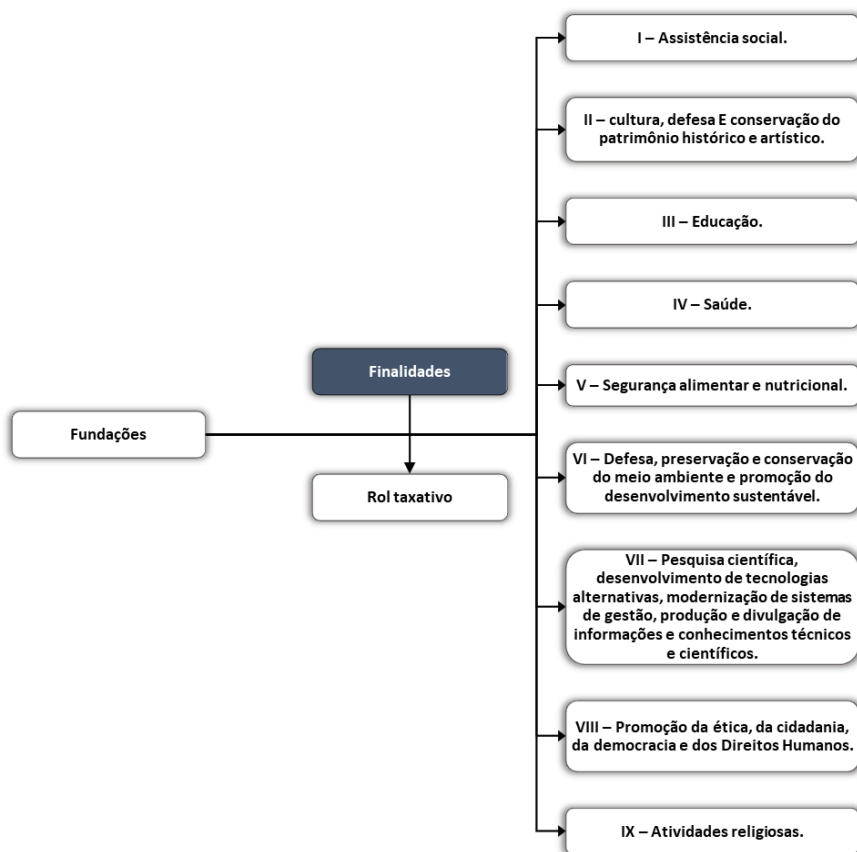 Fundações
Finalidades
Rol taxativo
I – Assistência social.
II – cultura, defesa E conservação do
patrimônio histórico e artístico.
III – Educação.
IV – Saúde.
V – Segurança alimentar e nutricional.
VI – Defesa, preservação e conservação
do meio ambiente e promoção do
desenvolvimento sustentável.
VII – Pesquisa científica,
desenvolvimento de tecnologias
alternativas, modernização de sistemas
de gestão, produção e divulgação de
informações e conhecimentos técnicos
e científicos.
VIII – Promoção da ética, da cidadania,
da democracia e dos Direitos Humanos.
IX – Atividades religiosas.